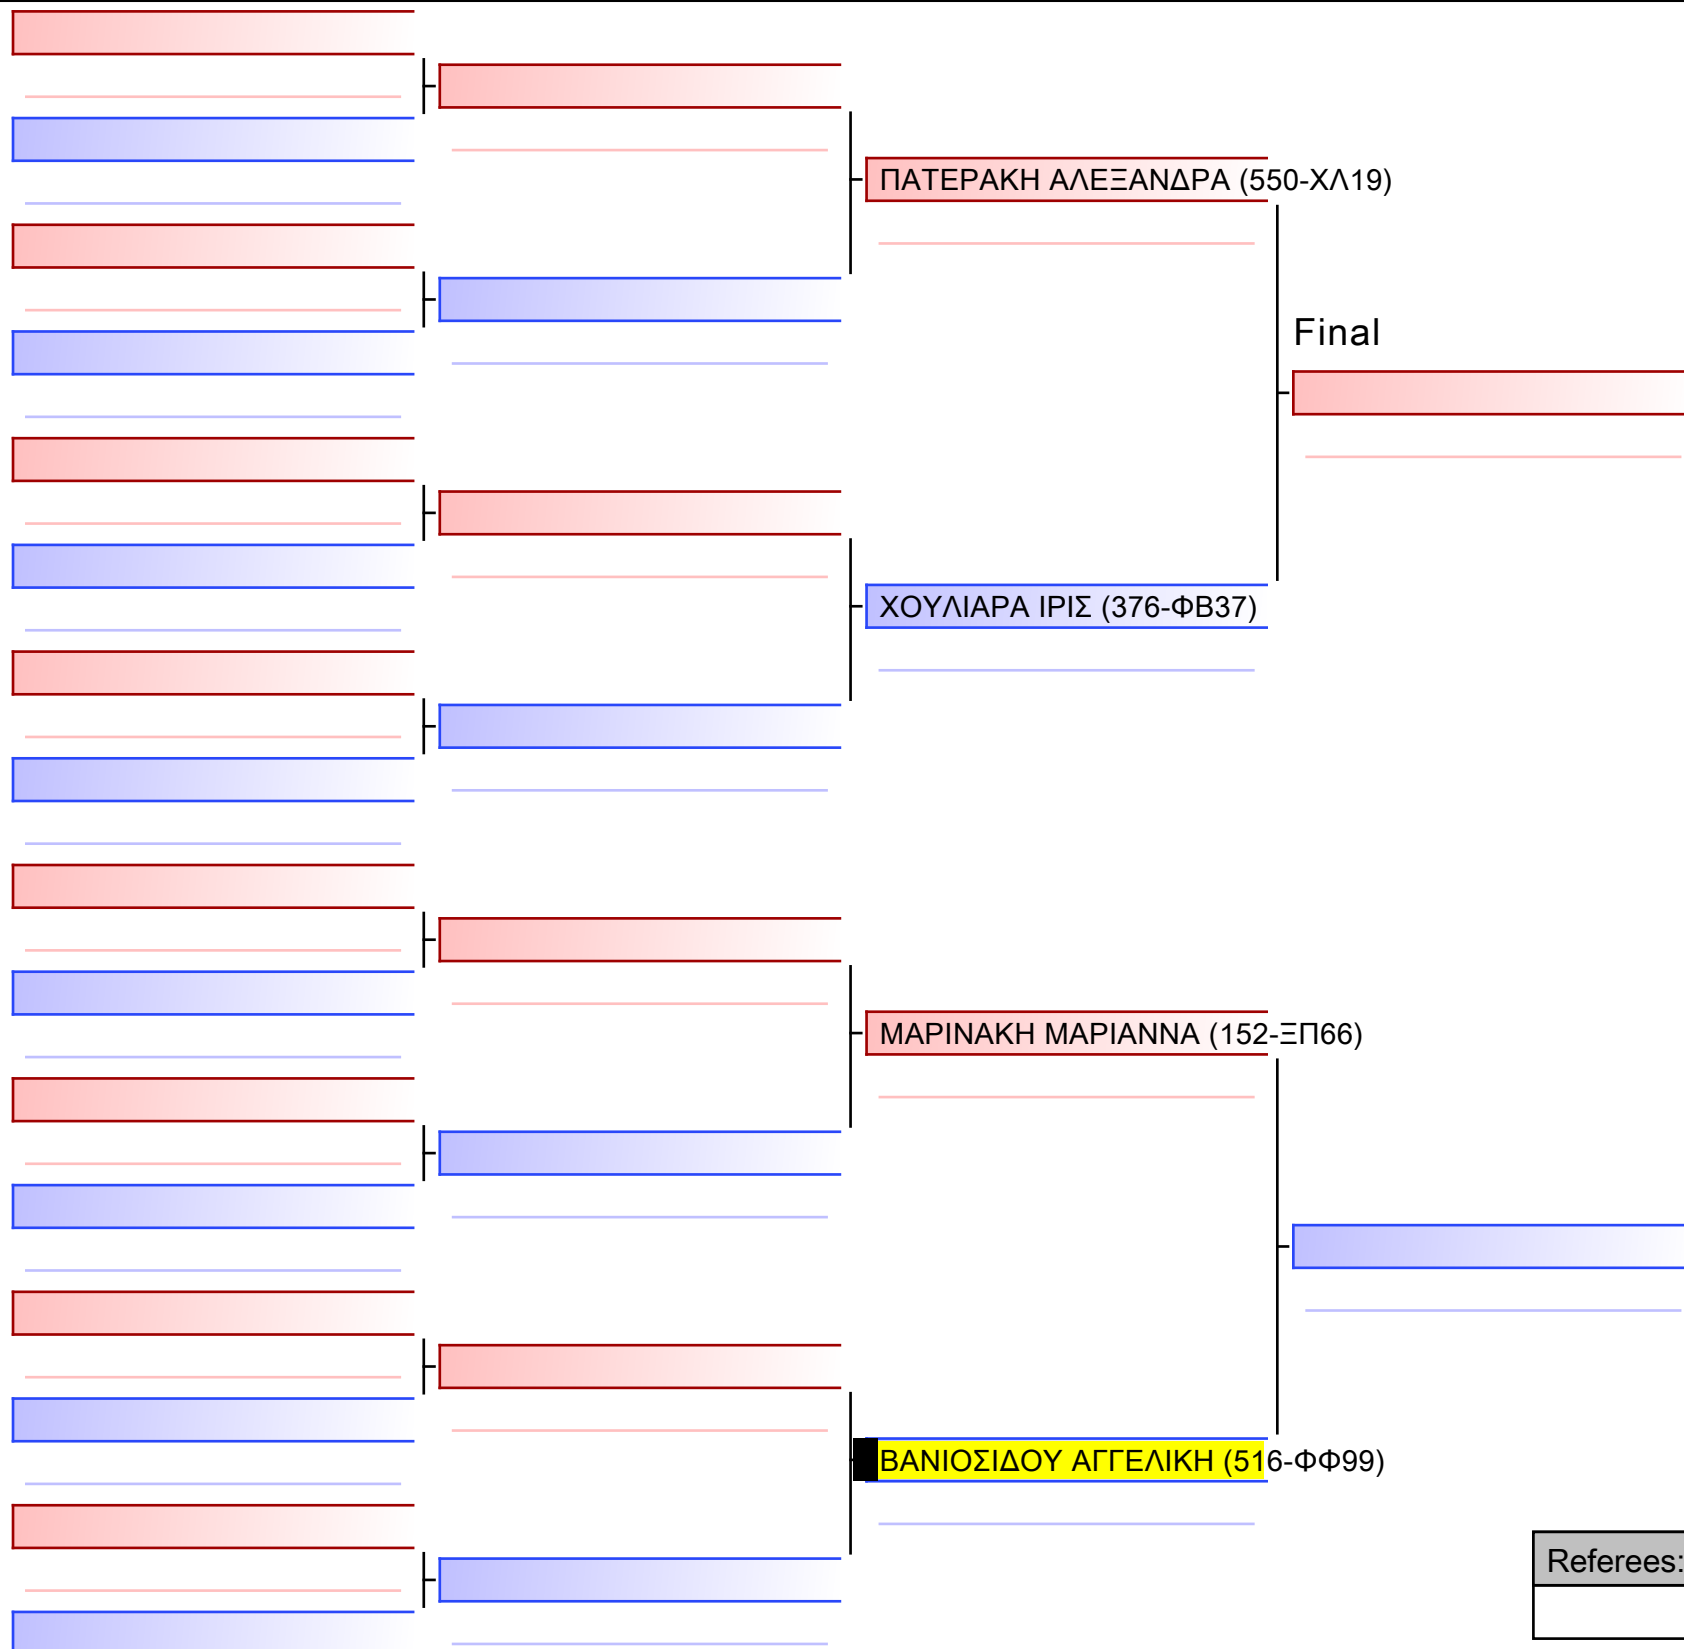 ΠΑΤΕΡΑΚΗ ΑΛΕΞΑΝΔΡΑ (550-ΧΛ19)
Final
ΧΟΥΛΙΑΡΑ ΙΡΙΣ (376-ΦΒ37)
ΜΑΡΙΝΑΚΗ ΜΑΡΙΑΝΝΑ (152-ΞΠ66)
ΒΑΝΙΟΣΙΔΟΥ ΑΓΓΕΛΙΚΗ (516-ΦΦ99)
Referees: